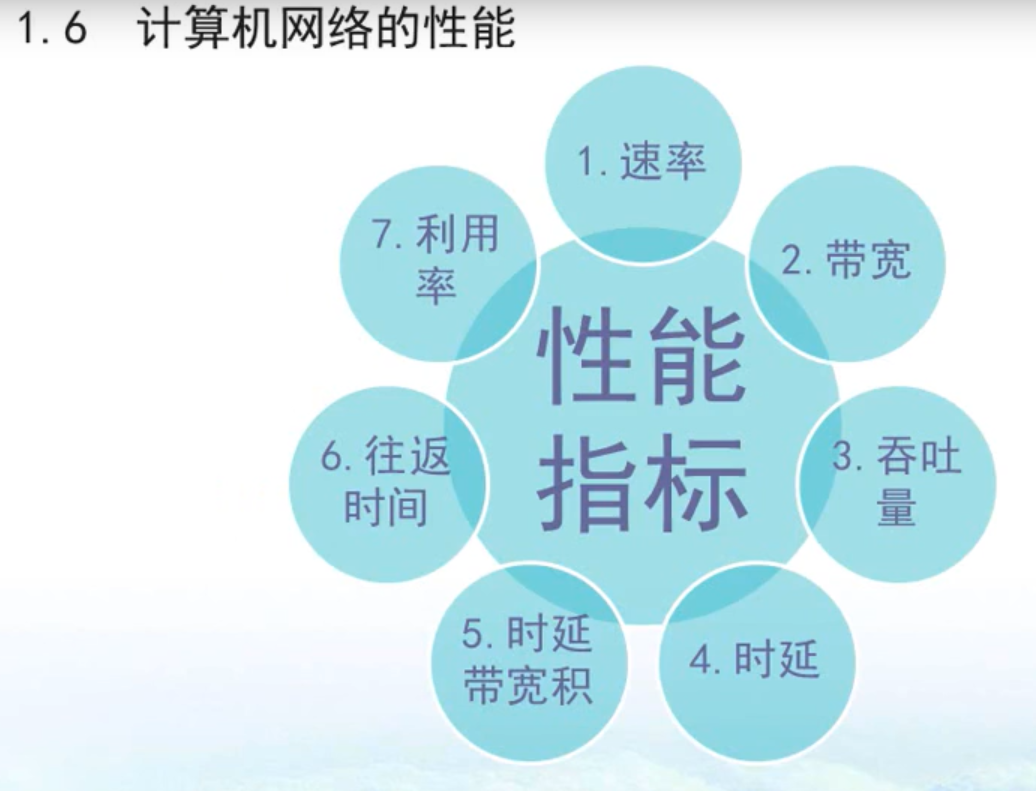 1.6 计算机网络的性能
1.速率
2.带宽
3.吞吐
量
4.时延
5.时延
带宽积
6.往返
时间
7.利用
率
性能
指标